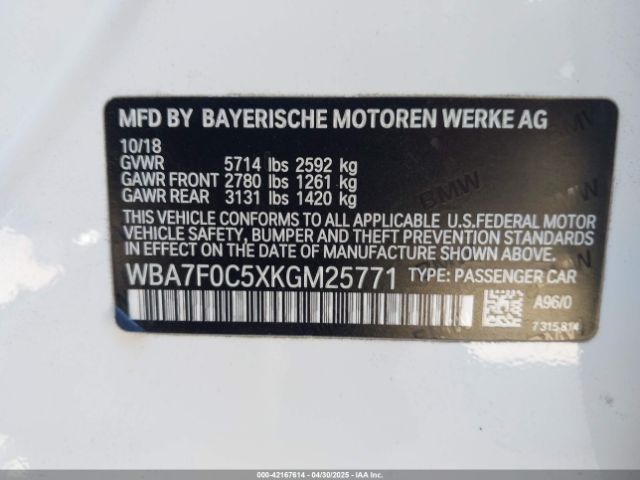 MFD BY BAYERISCHE MOTOREN WERKE AG
10/18
GVWR 5714 lbs 2592 kg
GAWR FRONT 2780 lbs 1261 kg
GAWR REAR 3131 lbs 1420 kg
THIS VEHICLE CONFORMS TO ALL APPLICABLE U.S.FEDERAL MOTOR
VEHICLE SAFETY, BUMPER AND THEFT PREVENTION STANDARDS
IN EFFECT ON THE DATE OF MANUFACTURE SHOWN ABOVE.
WBA7F0C5XKGM25771 TYPE: PASSENGER CAR
A96/0
7 315 814
BMW
BMW
BMW
000-42167614 - 04/30/2025 - IAA, Inc.